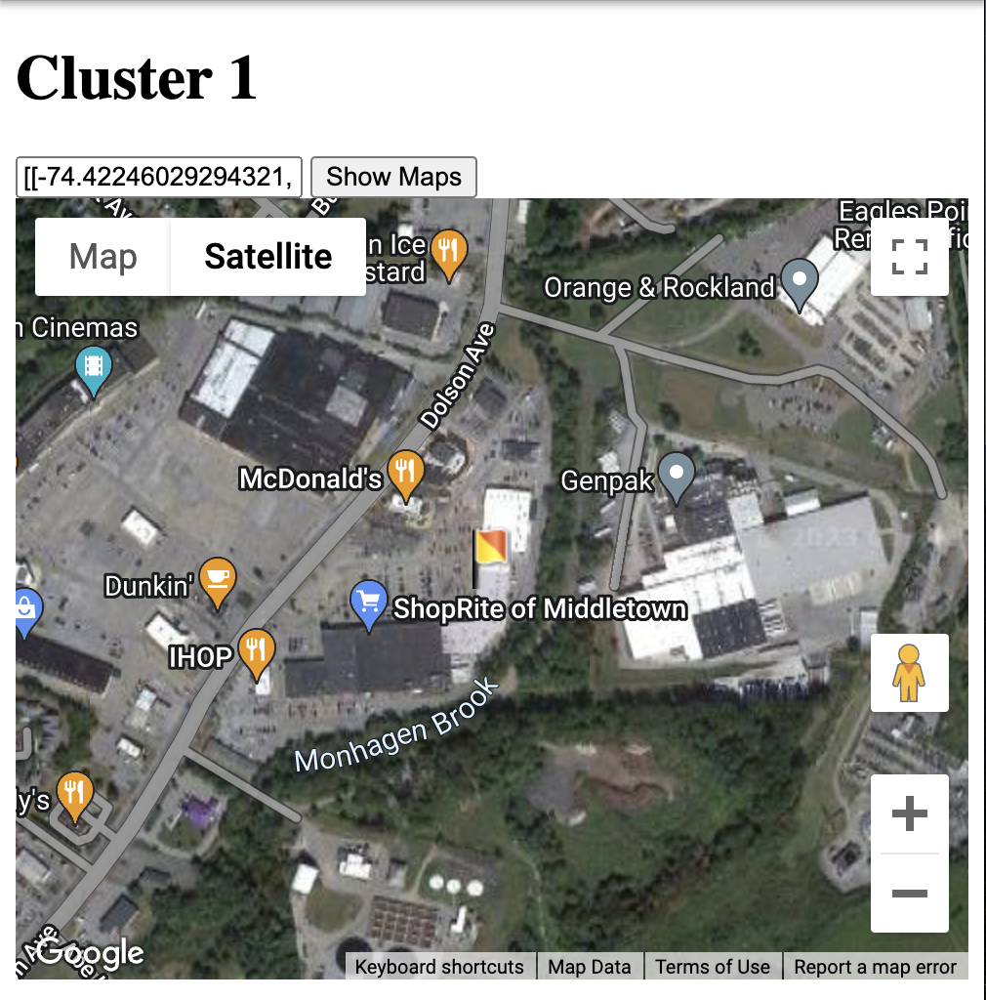 Cluster 1
[[-74.42246029294321,
Show Maps
Map
Satellite
n Ice
stard
Eagles Poi
Orange & Rockland
n Cinemas
Dolson Ave
McDonald's
Genpak
Dunkin'
ShopRite of Middletown
IHOP
Monhagen Brook
ly's
Google
Keyboard shortcuts
Map Data
Terms of Use
Report a map error